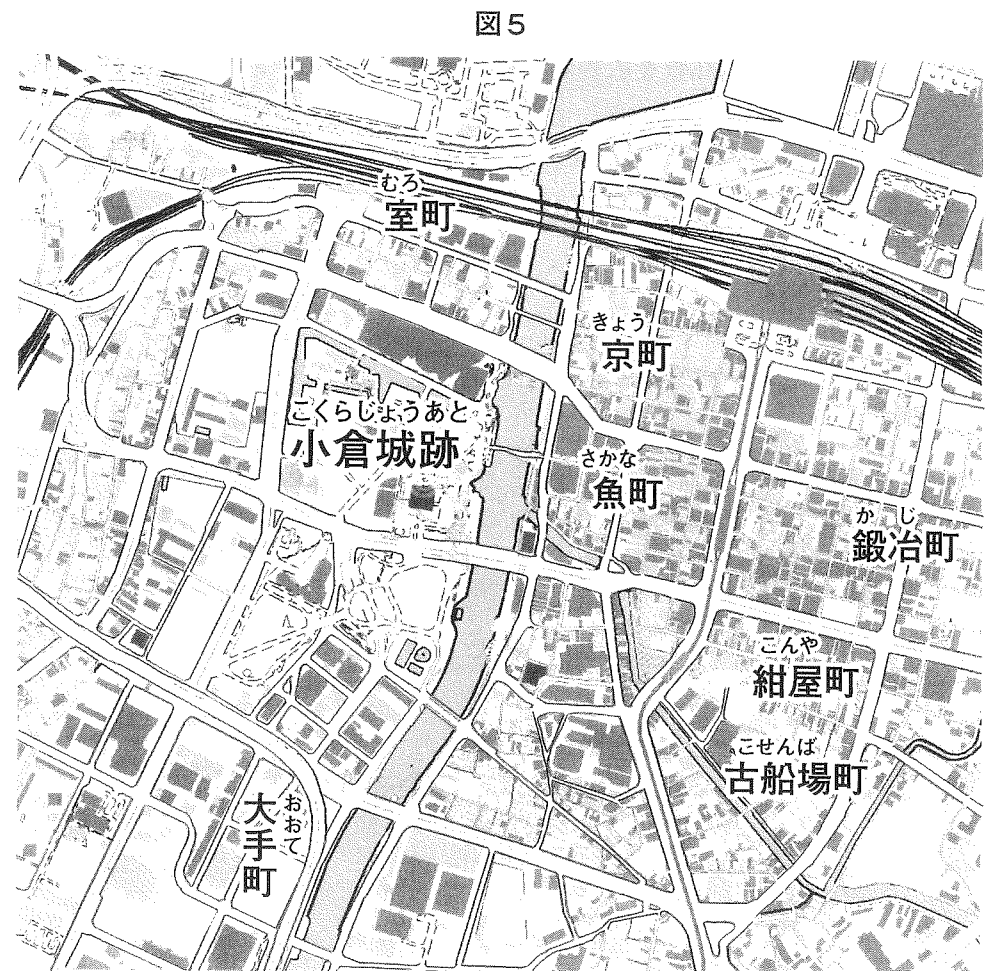 図5
むろ
室町
きょう
京町
こくらじょうあと
小倉城跡
さかな
魚町
かじ
鍛冶町
こんや
紺屋町
こせんば
古船場町
おおて
大手町